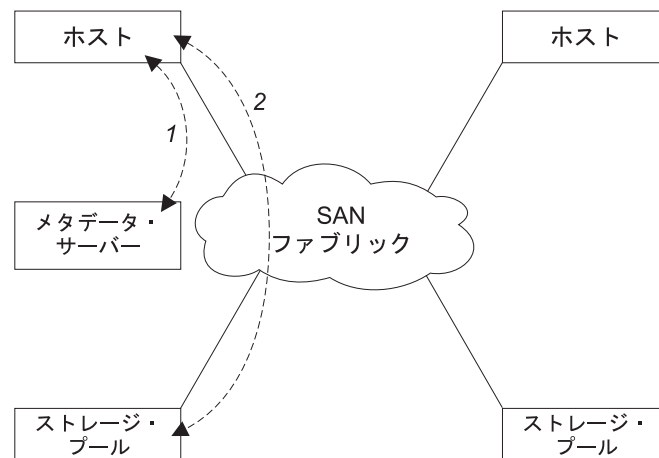 ホスト
ホスト
2
1
メタデータ・
サーバー
SAN
ファブリック
ストレージ・
プール
ストレージ・
プール